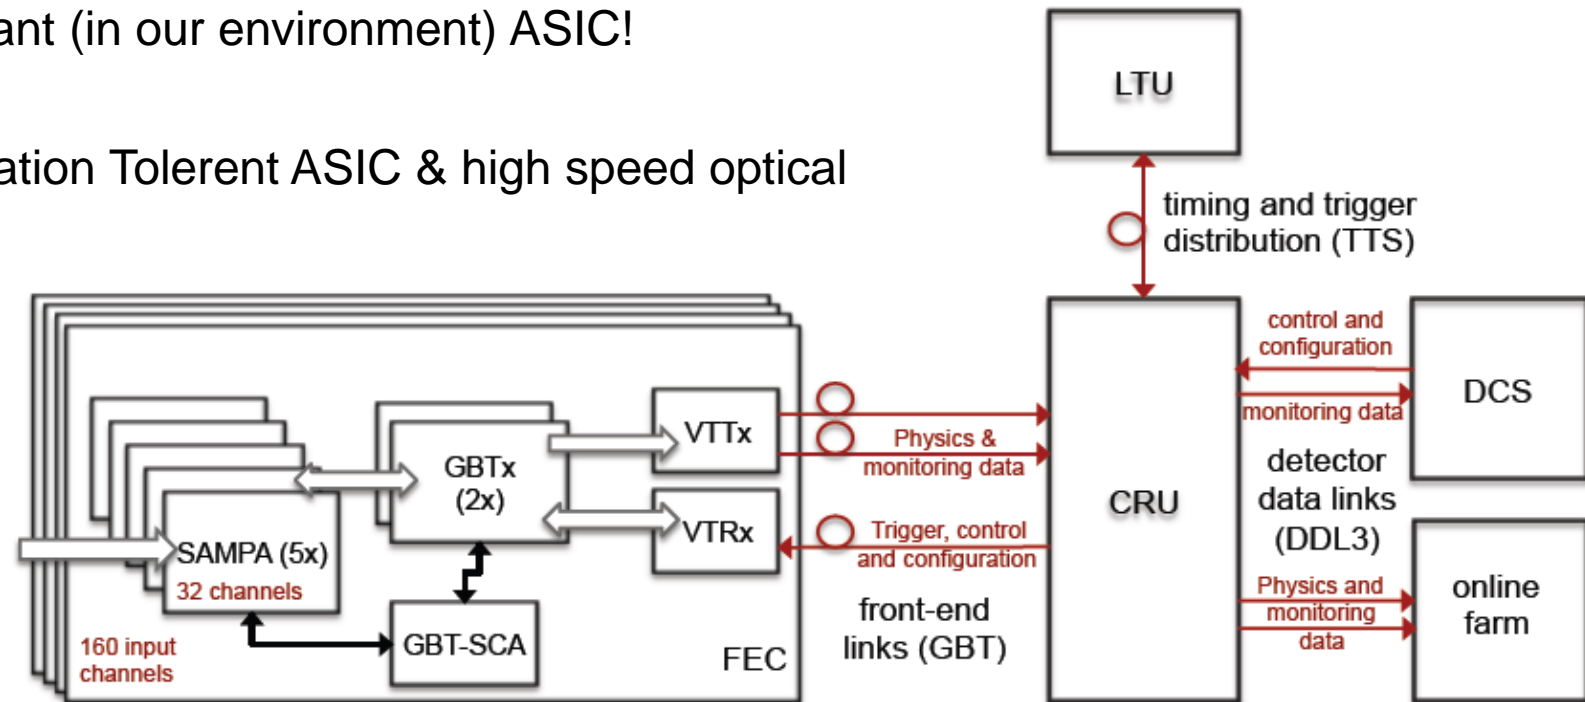 ant (in our environment) ASIC!
ation Tolerent ASIC & high speed optical
LTU
timing and trigger
distribution (TTS)
control and
configuration
monitoring data
DCS
detector
data links
(DDL3)
Physics and
monitoring
data
online
farm
CRU
VTTx
VTRx
Physics &
monitoring data
Trigger, control
and configuration
front-end
links (GBT)
GBTx
(2x)
SAMPA (5x)
32 channels
160 input
channels
GBT-SCA
FEC